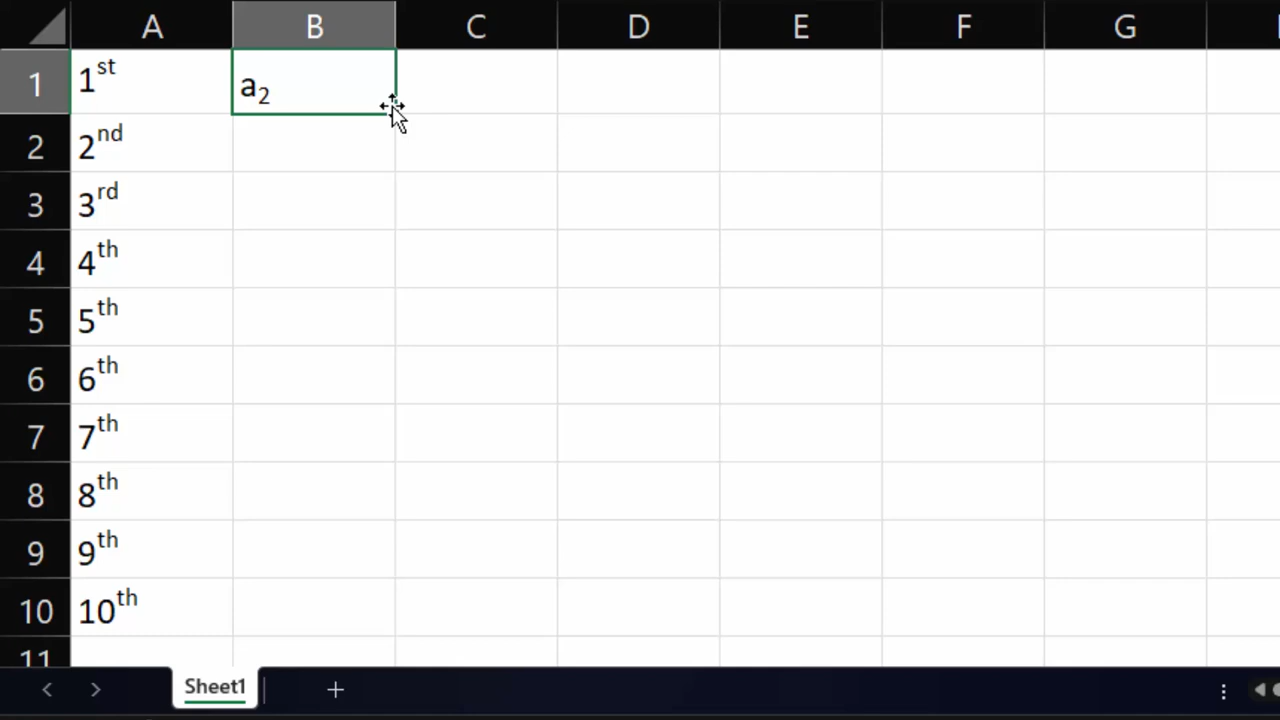 A B C D E F G
1 1ˢᵗ a₂
2 2ⁿᵈ
3 3ʳᵈ
4 4ᵗʰ
5 5ᵗʰ
6 6ᵗʰ
7 7ᵗʰ
8 8ᵗʰ
9 9ᵗʰ
10 10ᵗʰ
11
Sheet1